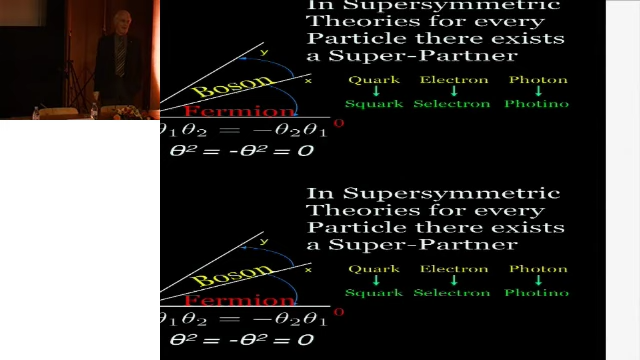 In Supersymmetric
Theories for every
Particle there exists
a Super-Partner
y
Boson
x
Fermion
θ
θ₁θ₂ = −θ₂θ₁
θ² = -θ² = 0
Quark Electron Photon
Squark Selectron Photino
In Supersymmetric
Theories for every
Particle there exists
a Super-Partner
y
Boson
x
Fermion
θ
θ₁θ₂ = −θ₂θ₁
θ² = -θ² = 0
Quark Electron Photon
Squark Selectron Photino